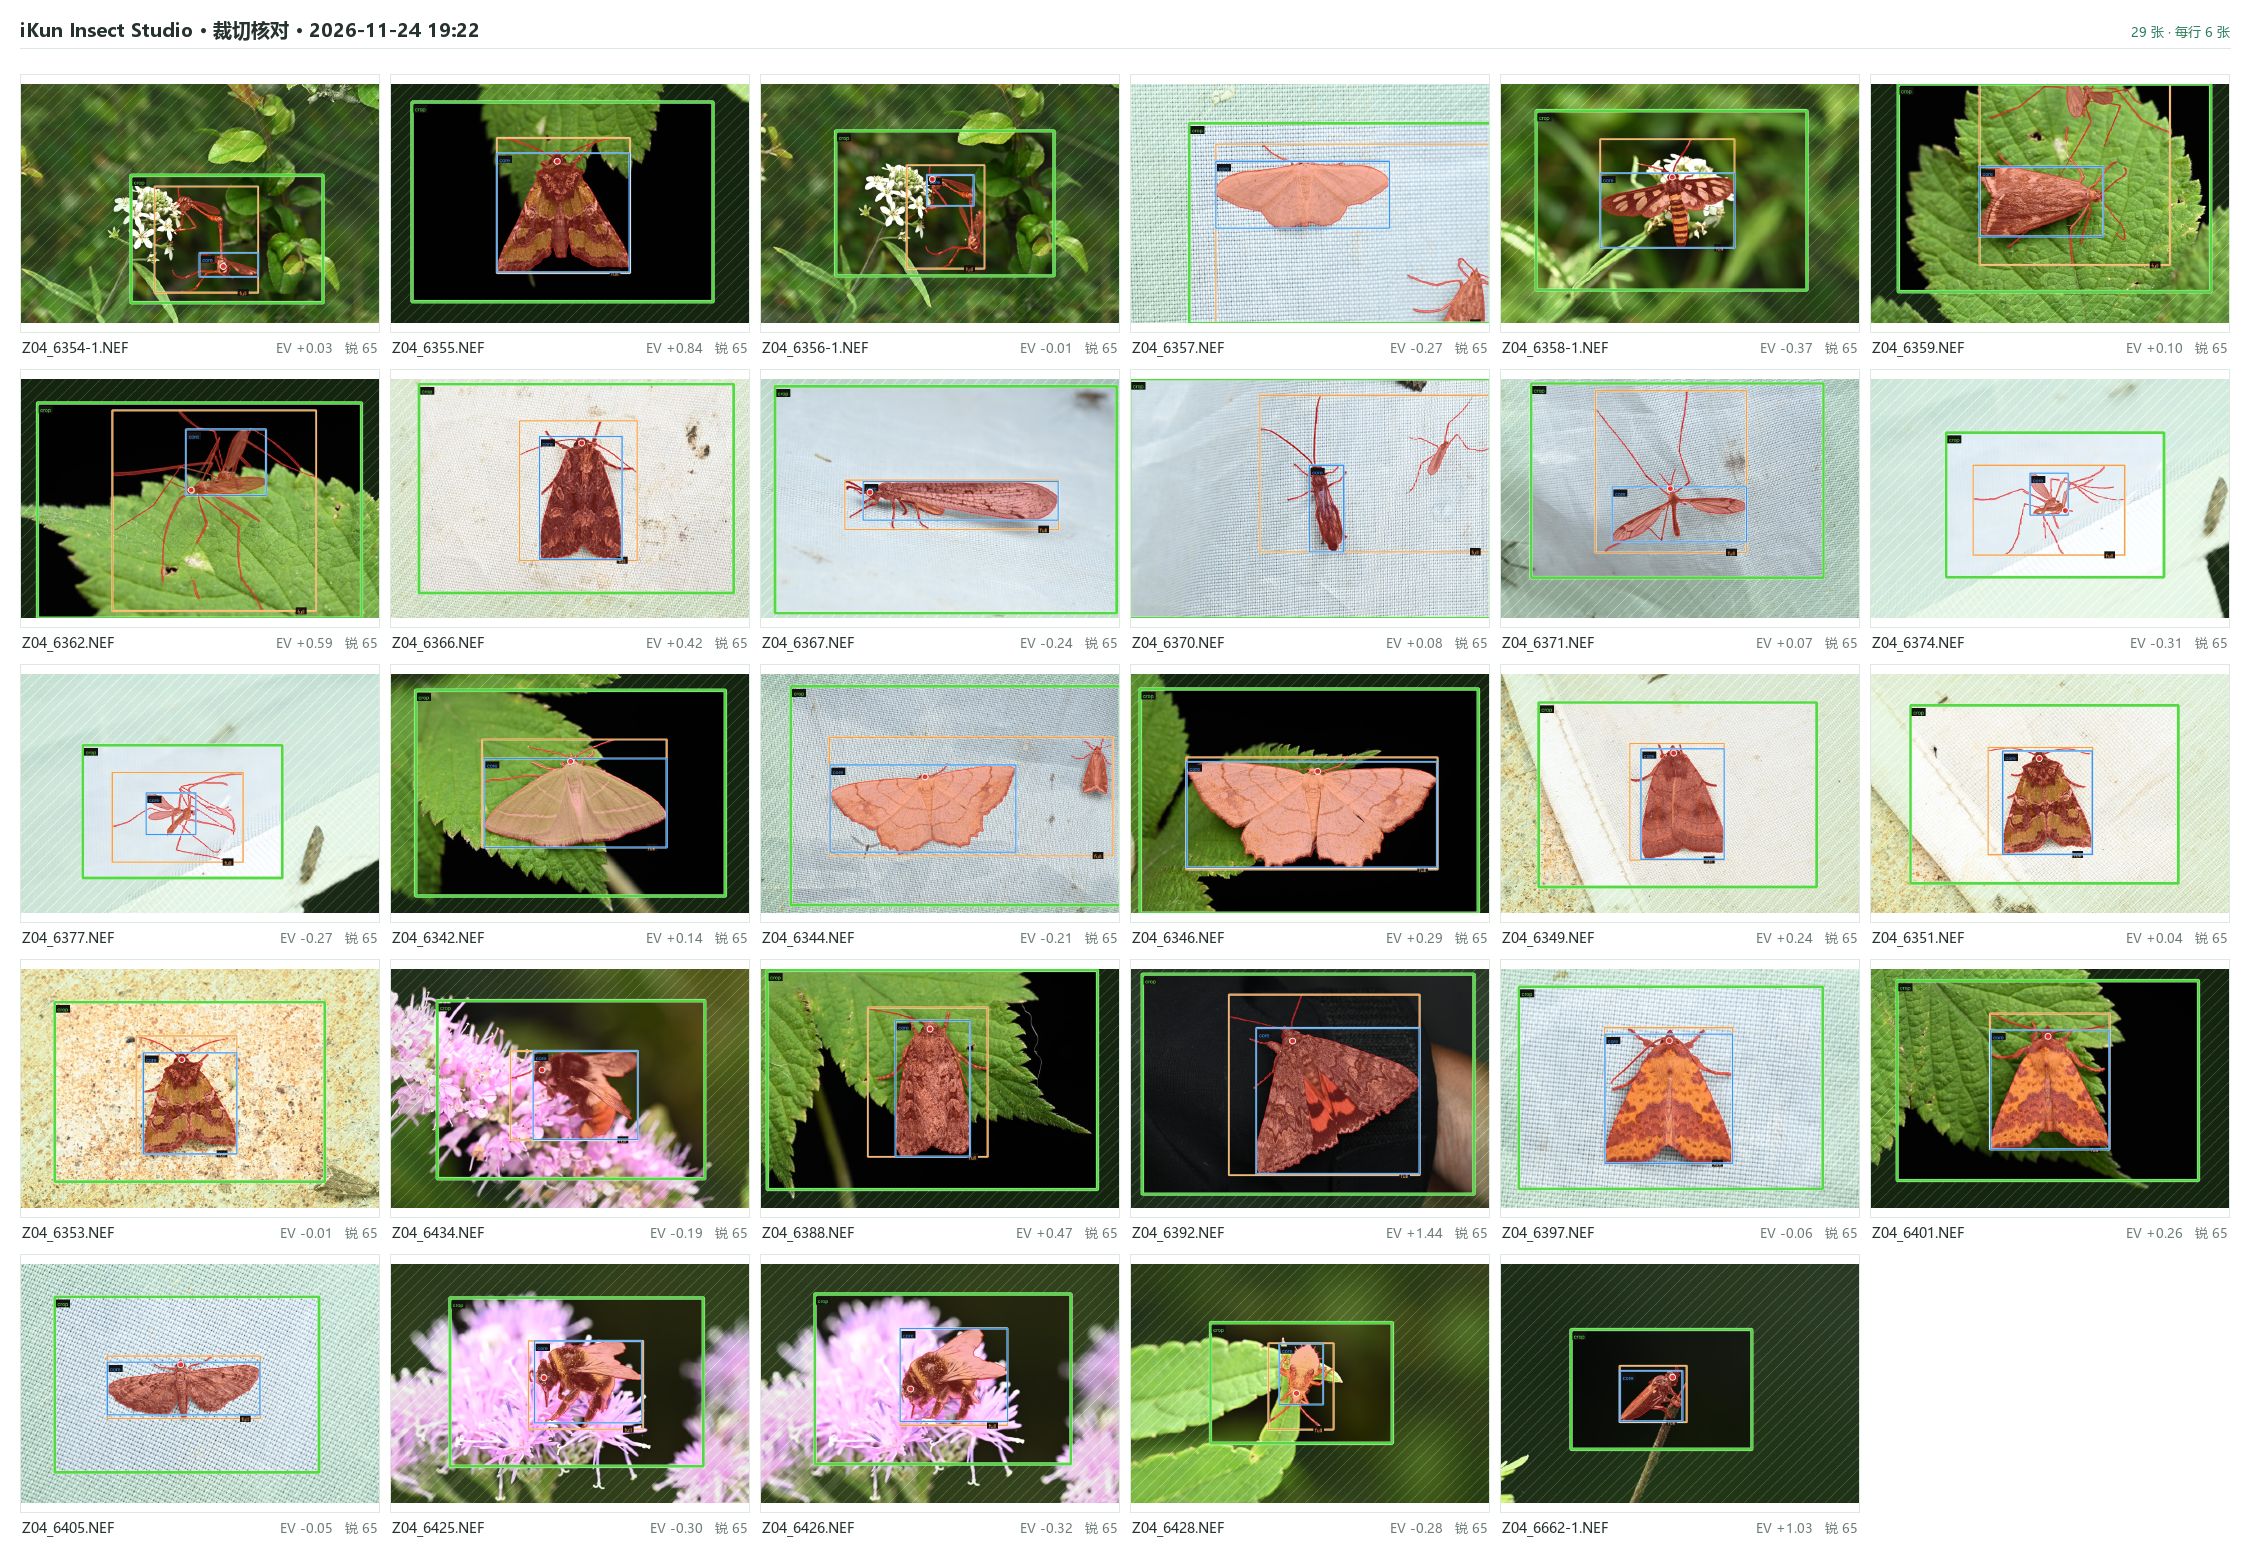 iKun Insect Studio • 裁切核对 • 2026-11-24 19:22
29 张 · 每行 6 张
Z04_6354-1.NEF EV +0.03 锐 65
Z04_6355.NEF EV +0.84 锐 65
Z04_6356-1.NEF EV -0.01 锐 65
Z04_6357.NEF EV -0.27 锐 65
Z04_6358-1.NEF EV -0.37 锐 65
Z04_6359.NEF EV +0.10 锐 65
Z04_6362.NEF EV +0.59 锐 65
Z04_6366.NEF EV +0.42 锐 65
Z04_6367.NEF EV -0.24 锐 65
Z04_6370.NEF EV +0.08 锐 65
Z04_6371.NEF EV +0.07 锐 65
Z04_6374.NEF EV -0.31 锐 65
Z04_6377.NEF EV -0.27 锐 65
Z04_6342.NEF EV +0.14 锐 65
Z04_6344.NEF EV -0.21 锐 65
Z04_6346.NEF EV +0.29 锐 65
Z04_6349.NEF EV +0.24 锐 65
Z04_6351.NEF EV +0.04 锐 65
Z04_6353.NEF EV -0.01 锐 65
Z04_6434.NEF EV -0.19 锐 65
Z04_6388.NEF EV +0.47 锐 65
Z04_6392.NEF EV +1.44 锐 65
Z04_6397.NEF EV -0.06 锐 65
Z04_6401.NEF EV +0.26 锐 65
Z04_6405.NEF EV -0.05 锐 65
Z04_6425.NEF EV -0.30 锐 65
Z04_6426.NEF EV -0.32 锐 65
Z04_6428.NEF EV -0.28 锐 65
Z04_6662-1.NEF EV +1.03 锐 65